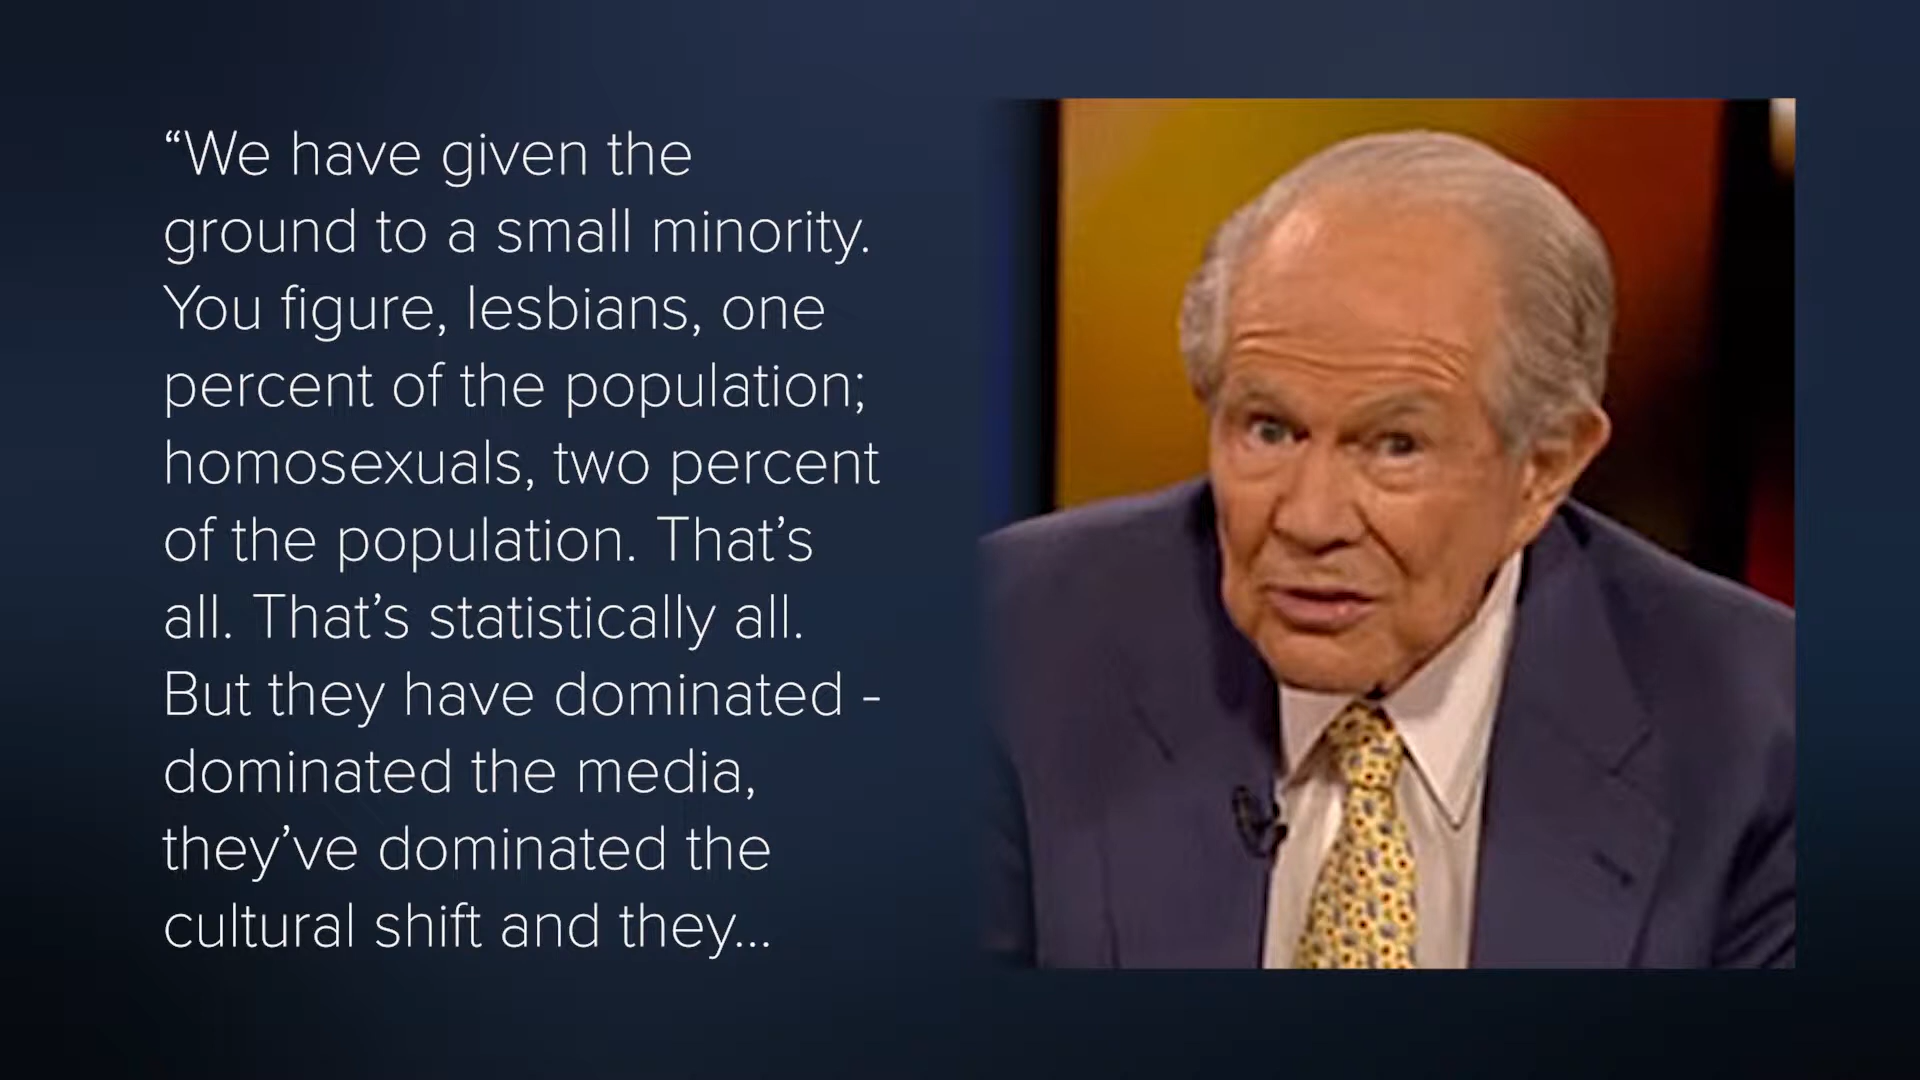 “We have given the
ground to a small minority.
You figure, lesbians, one
percent of the population;
homosexuals, two percent
of the population. That’s
all. That’s statistically all.
But they have dominated -
dominated the media,
they’ve dominated the
cultural shift and they...